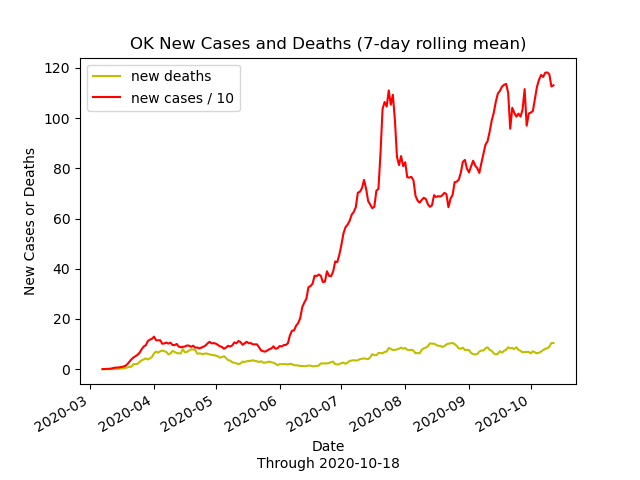 OK New Cases and Deaths (7-day rolling mean)
new deaths
new cases / 10
120
100
80
60
40
20
0
New Cases or Deaths
2020-03
2020-04
2020-05
2020-06
2020-07
2020-08
2020-09
2020-10
Date
Through 2020-10-18